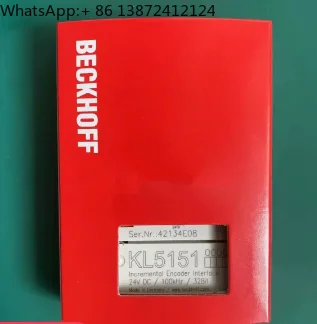 WhatsApp:+ 86 13872412124
BECKHOFF
Ser.Nr. 42134E08
KL5151
Incremental Encoder Interface
24V DC / 100kHz / 32Bit